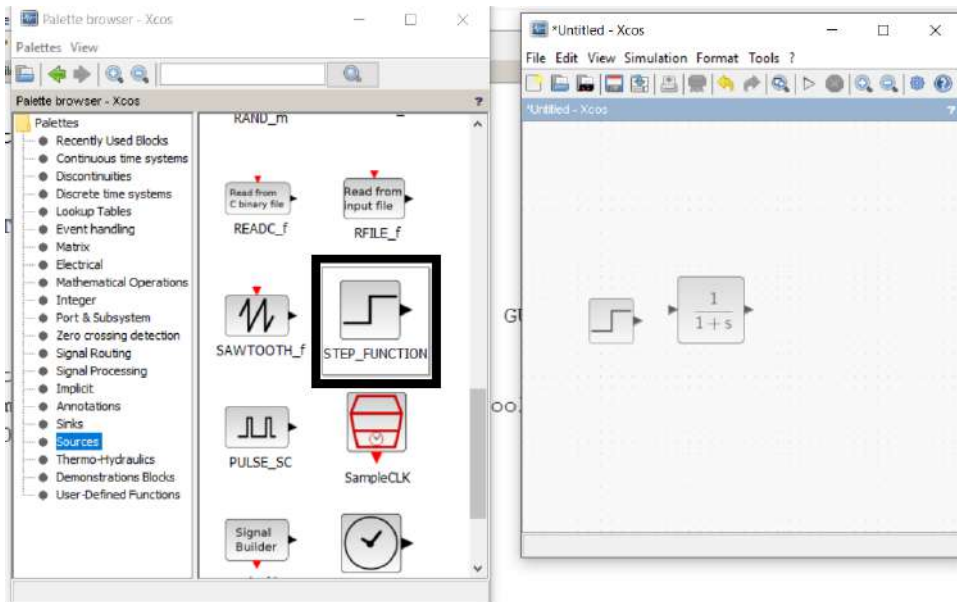 Palette browser - Xcos
Palettes View
Palette browser - Xcos
?
Palettes
Recently Used Blocks
Continuous time systems
Discontinuities
Discrete time systems
Lookup Tables
Event handling
Matrix
Electrical
Mathematical Operations
Integer
Port & Subsystem
Zero crossing detection
Signal Routing
Signal Processing
Implicit
Annotations
Sinks
Sources
Thermo-Hydraulics
Demonstrations Blocks
User-Defined Functions
RAND_m
Read from
C binary file
READC_f
Read from
input file
RFILE_f
SAWTOOTH_f
STEP_FUNCTION
PULSE_SC
SampleCLK
Signal
Builder
*Untitled - Xcos
File Edit View Simulation Format Tools ?
*Untitled - Xcos
?
1
1 + s